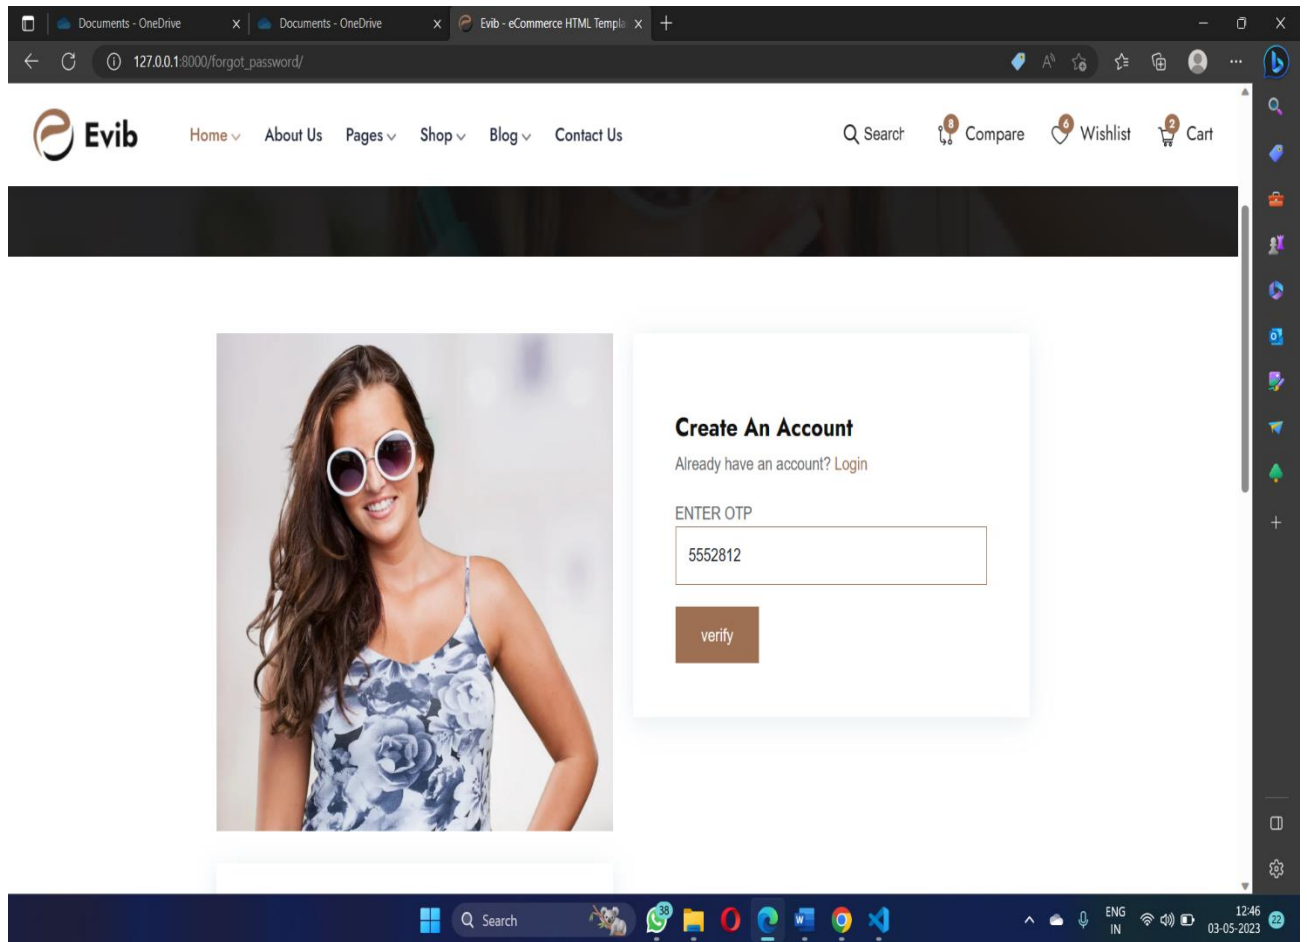 Documents - OneDrive
Documents - OneDrive
Evib - eCommerce HTML Templa
127.0.0.1:8000/forgot_password/
Evib
Home
About Us
Pages
Shop
Blog
Contact Us
Search
8
Compare
6
Wishlist
2
Cart
Create An Account
Already have an account? Login
ENTER OTP
5552812
verify
Search
38
ENG
IN
12:46
03-05-2023
22